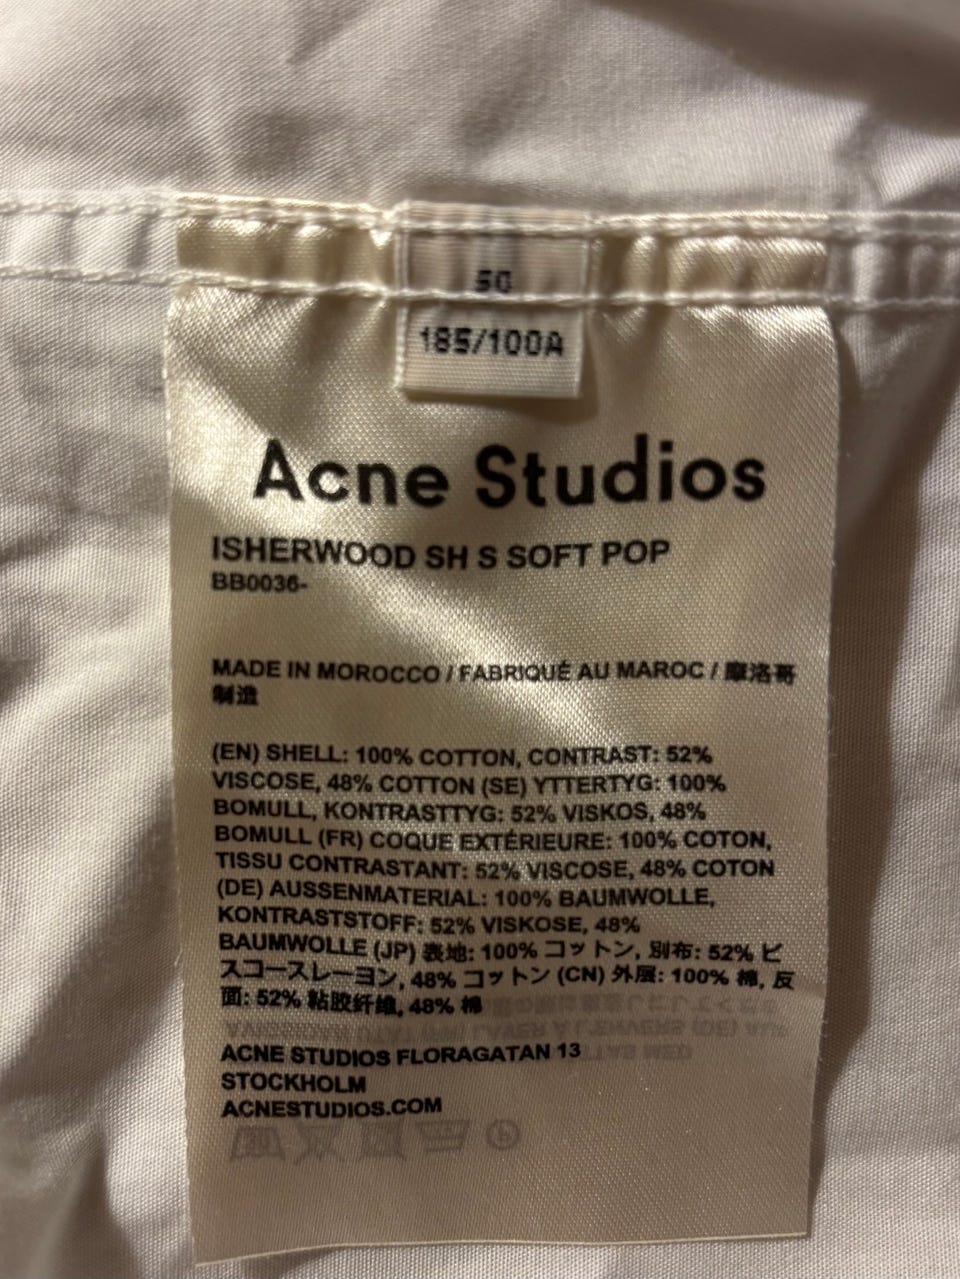 50
185/100A
Acne Studios
ISHERWOOD SH S SOFT POP
BB0036-
MADE IN MOROCCO / FABRIQUÉ AU MAROC / 摩洛哥
制造
(EN) SHELL: 100% COTTON, CONTRAST: 52%
VISCOSE, 48% COTTON (SE) YTTERTYG: 100%
BOMULL, KONTRASTTYG: 52% VISKOS, 48%
BOMULL (FR) COQUE EXTÉRIEURE: 100% COTON,
TISSU CONTRASTANT: 52% VISCOSE, 48% COTON
(DE) AUSSENMATERIAL: 100% BAUMWOLLE,
KONTRASTSTOFF: 52% VISKOSE, 48%
BAUMWOLLE (JP) 表地: 100% コットン, 別布: 52% ビ
スコースレーヨン, 48% コットン (CN) 外层: 100% 棉, 反
面: 52% 粘胶纤维, 48% 棉
ACNE STUDIOS FLORAGATAN 13
STOCKHOLM
ACNESTUDIOS.COM